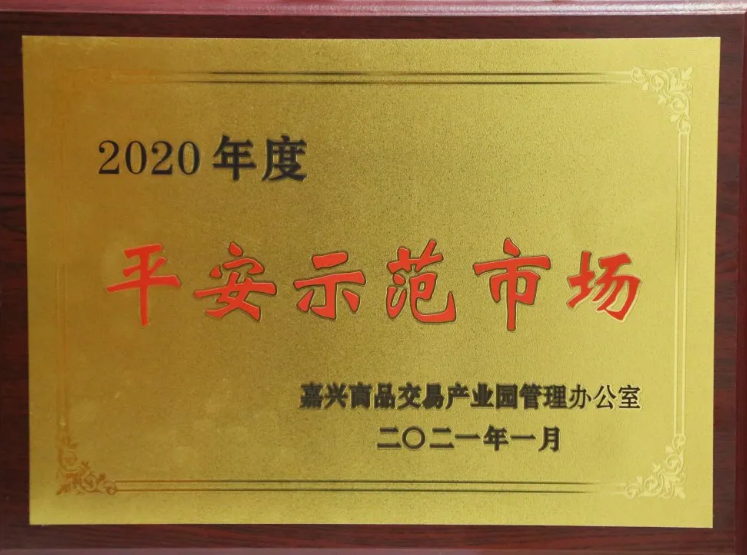 2020年度
平安示范市场
嘉兴商品交易产业园管理办公室
二〇二一年一月